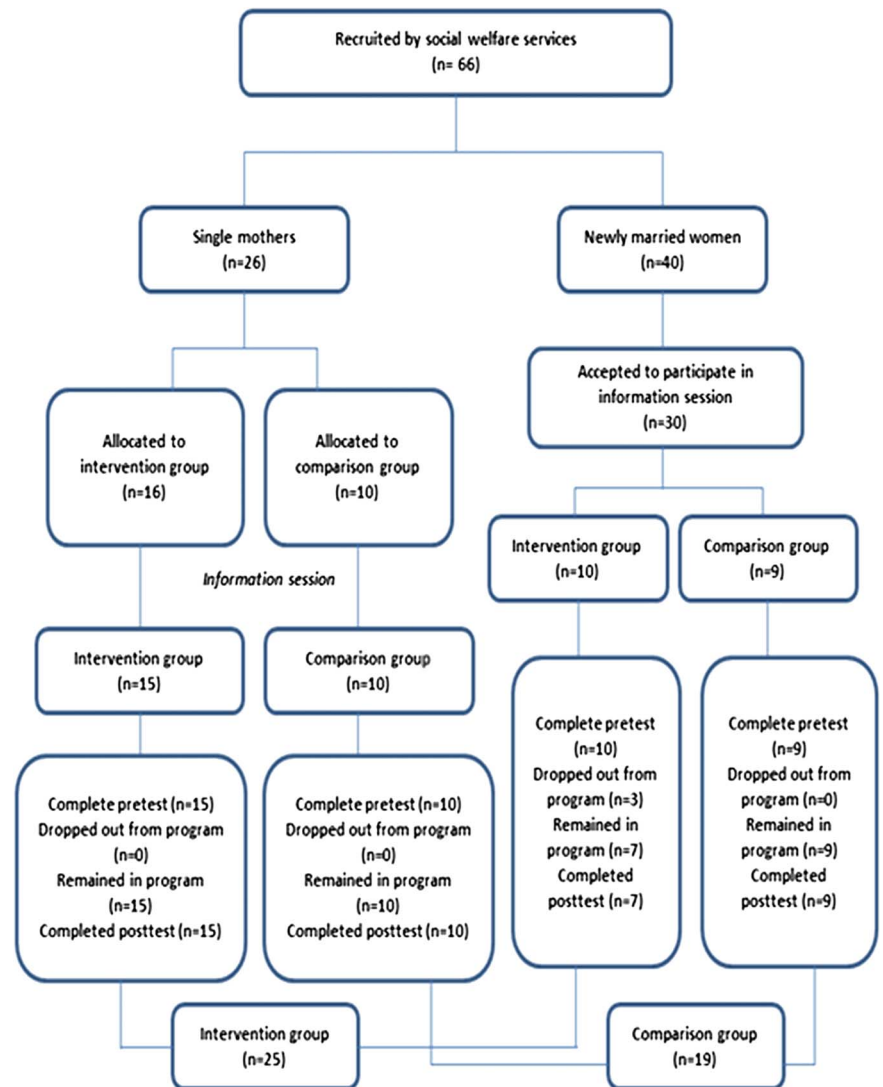 Recruited by social welfare services
(n= 66)
Single mothers
(n=26)
Newly married women
(n=40)
Accepted to participate in
information session
(n=30)
Allocated to
intervention group
(n=16)
Allocated to
comparison group
(n=10)
Intervention group
(n=10)
Comparison group
(n=9)
Information session
Intervention group
(n=15)
Comparison group
(n=10)
Complete pretest (n=15)
Dropped out from program
(n=0)
Remained in program
(n=15)
Completed posttest (n=15)
Complete pretest (n=10)
Dropped out from program
(n=0)
Remained in program
(n=10)
Completed posttest (n=10)
Complete pretest
(n=10)
Dropped out from
program (n=3)
Remained in
program (n=7)
Completed
posttest (n=7)
Complete pretest
(n=9)
Dropped out from
program (n=0)
Remained in
program (n=9)
Completed
posttest (n=9)
Intervention group
(n=25)
Comparison group
(n=19)